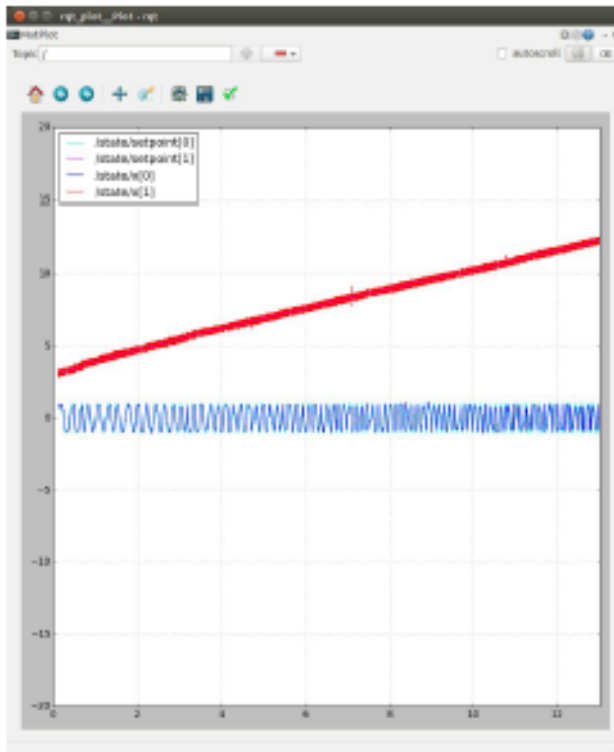 rqt_plot__Plot - rqt
MatPlot
Topic /
autoscroll
20
/state/setpoint[0]
/state/setpoint[1]
/state/x[0]
/state/x[1]
15
10
5
0
−5
−10
−15
−20
0 2 4 6 8 10 12